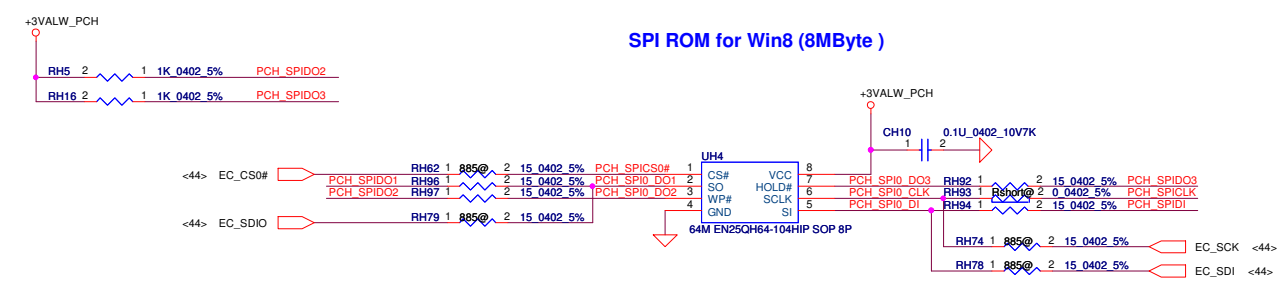 +3VALW_PCH
SPI ROM for Win8 (8MByte )
RH5 2 1 1K_0402_5% PCH_SPIDO2
RH16 2 1 1K_0402_5% PCH_SPIDO3
+3VALW_PCH
CH10 0.1U_0402_10V7K
1 2
UH4
<44> EC_CS0# RH62 1 885@ 2 15_0402_5% PCH_SPICS0# 1 CS# VCC 8
PCH_SPIDO1 RH96 1 2 15_0402_5% PCH_SPI0_DO1 2 SO HOLD# 7 PCH_SPI0_DO3 RH92 1 2 15_0402_5% PCH_SPIDO3
PCH_SPIDO2 RH97 1 2 15_0402_5% PCH_SPI0_DO2 3 WP# SCLK 6 PCH_SPI0_CLK RH93 1 Rshort@ 2 0_0402_5% PCH_SPICLK
4 GND SI 5 PCH_SPI0_DI RH94 1 2 15_0402_5% PCH_SPIDI
<44> EC_SDIO RH79 1 885@ 2 15_0402_5%
64M EN25QH64-104HIP SOP 8P
RH74 1 885@ 2 15_0402_5% EC_SCK <44>
RH78 1 885@ 2 15_0402_5% EC_SDI <44>